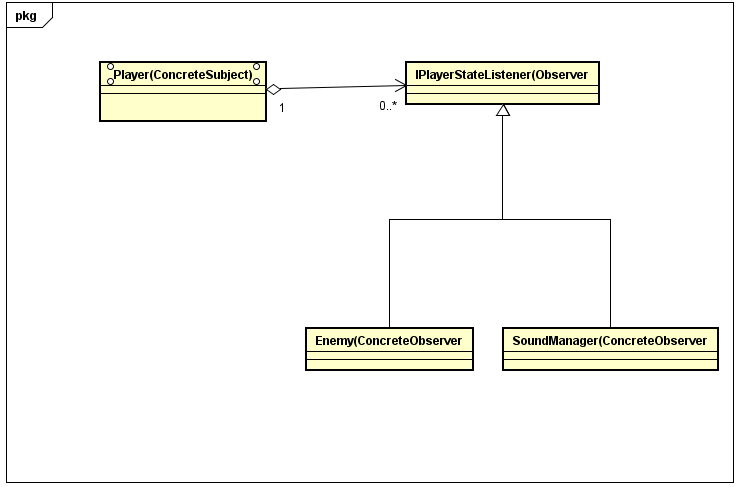 pkg
Player(ConcreteSubject)
IPlayerStateListener(Observer
1
0..*
Enemy(ConcreteObserver
SoundManager(ConcreteObserver